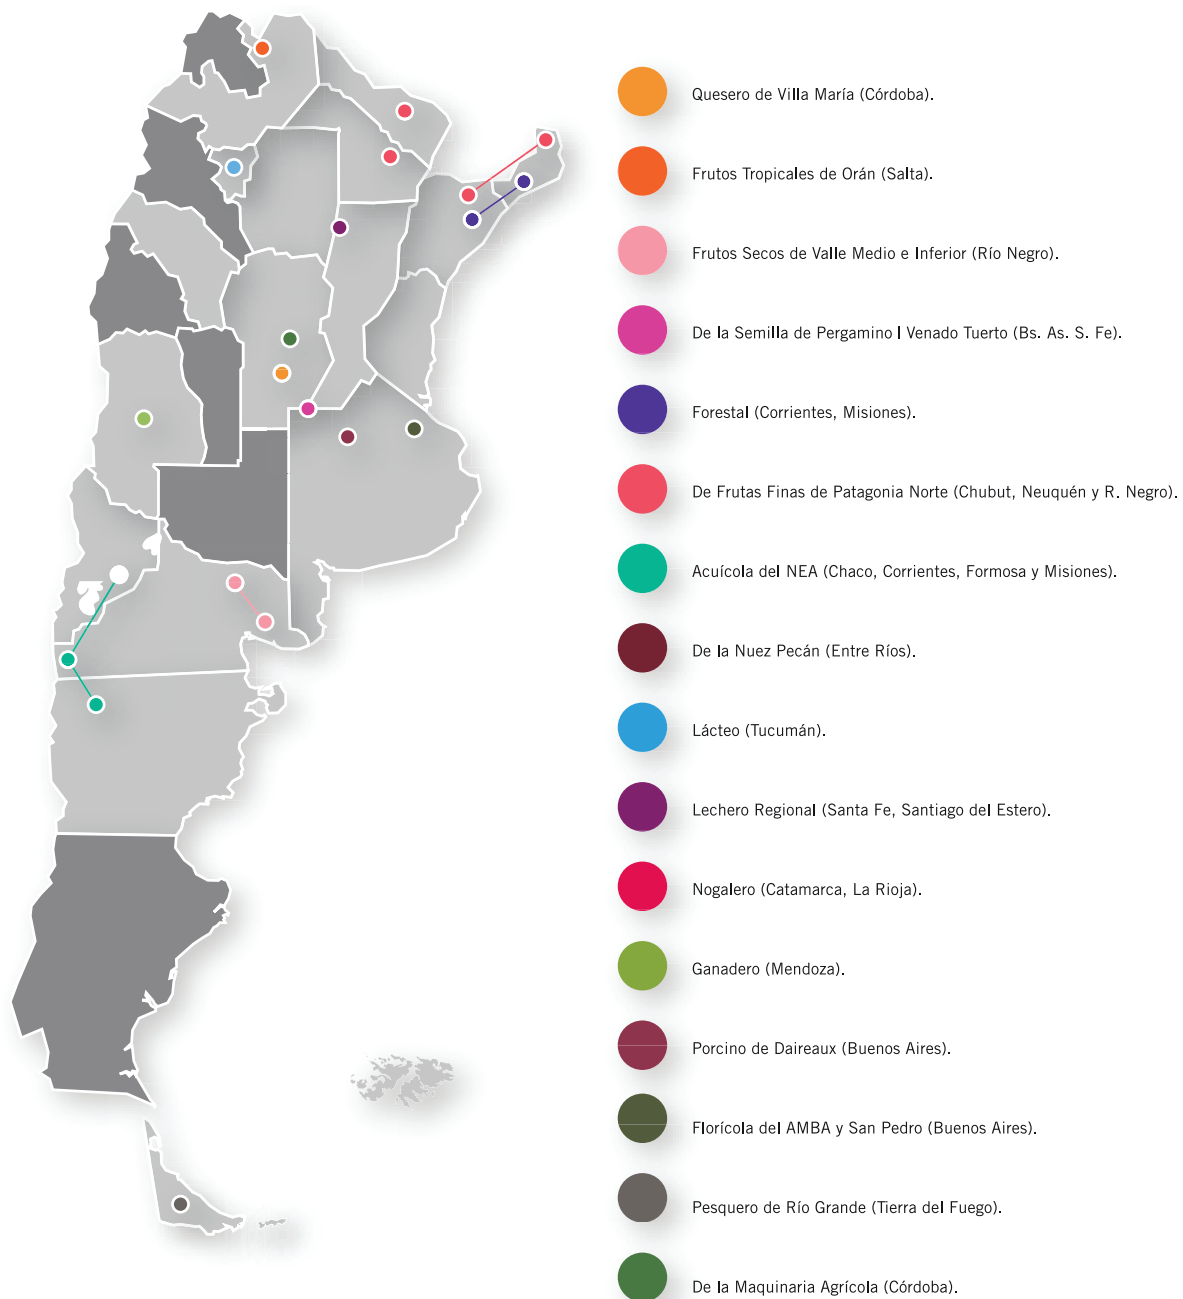 Quesero de Villa María (Córdoba).
Frutos Tropicales de Orán (Salta).
Frutos Secos de Valle Medio e Inferior (Río Negro).
De la Semilla de Pergamino | Venado Tuerto (Bs. As. S. Fe).
Forestal (Corrientes, Misiones).
De Frutas Finas de Patagonia Norte (Chubut, Neuquén y R. Negro).
Acuícola del NEA (Chaco, Corrientes, Formosa y Misiones).
De la Nuez Pecán (Entre Ríos).
Lácteo (Tucumán).
Lechero Regional (Santa Fe, Santiago del Estero).
Nogalero (Catamarca, La Rioja).
Ganadero (Mendoza).
Porcino de Daireaux (Buenos Aires).
Florícola del AMBA y San Pedro (Buenos Aires).
Pesquero de Río Grande (Tierra del Fuego).
De la Maquinaria Agrícola (Córdoba).